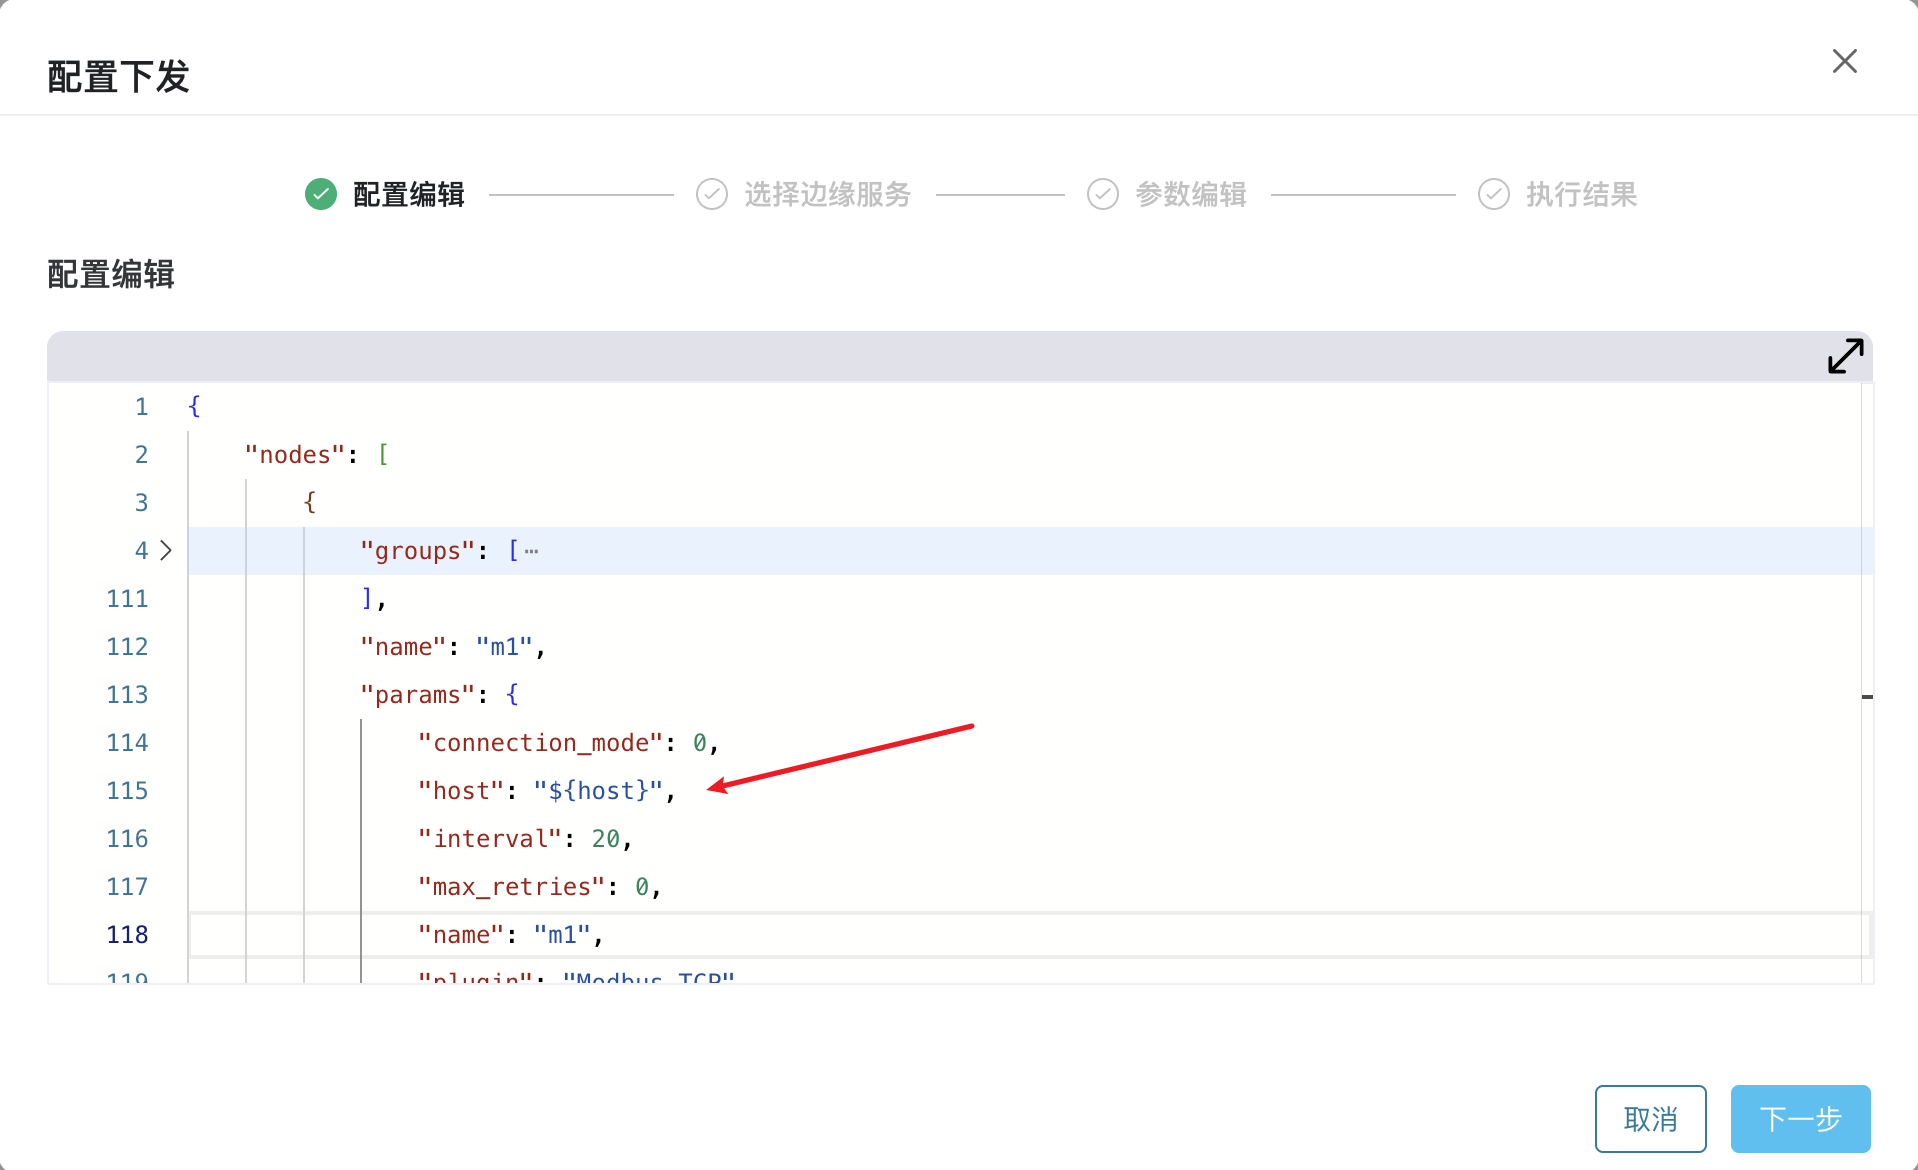 配置下发
配置编辑 选择边缘服务 参数编辑 执行结果
配置编辑
1 {
2 "nodes": [
3 {
4 "groups": [⋯
111 ],
112 "name": "m1",
113 "params": {
114 "connection_mode": 0,
115 "host": "${host}",
116 "interval": 20,
117 "max_retries": 0,
118 "name": "m1",
119 "plugin": "Modbus TCP"
取消 下一步